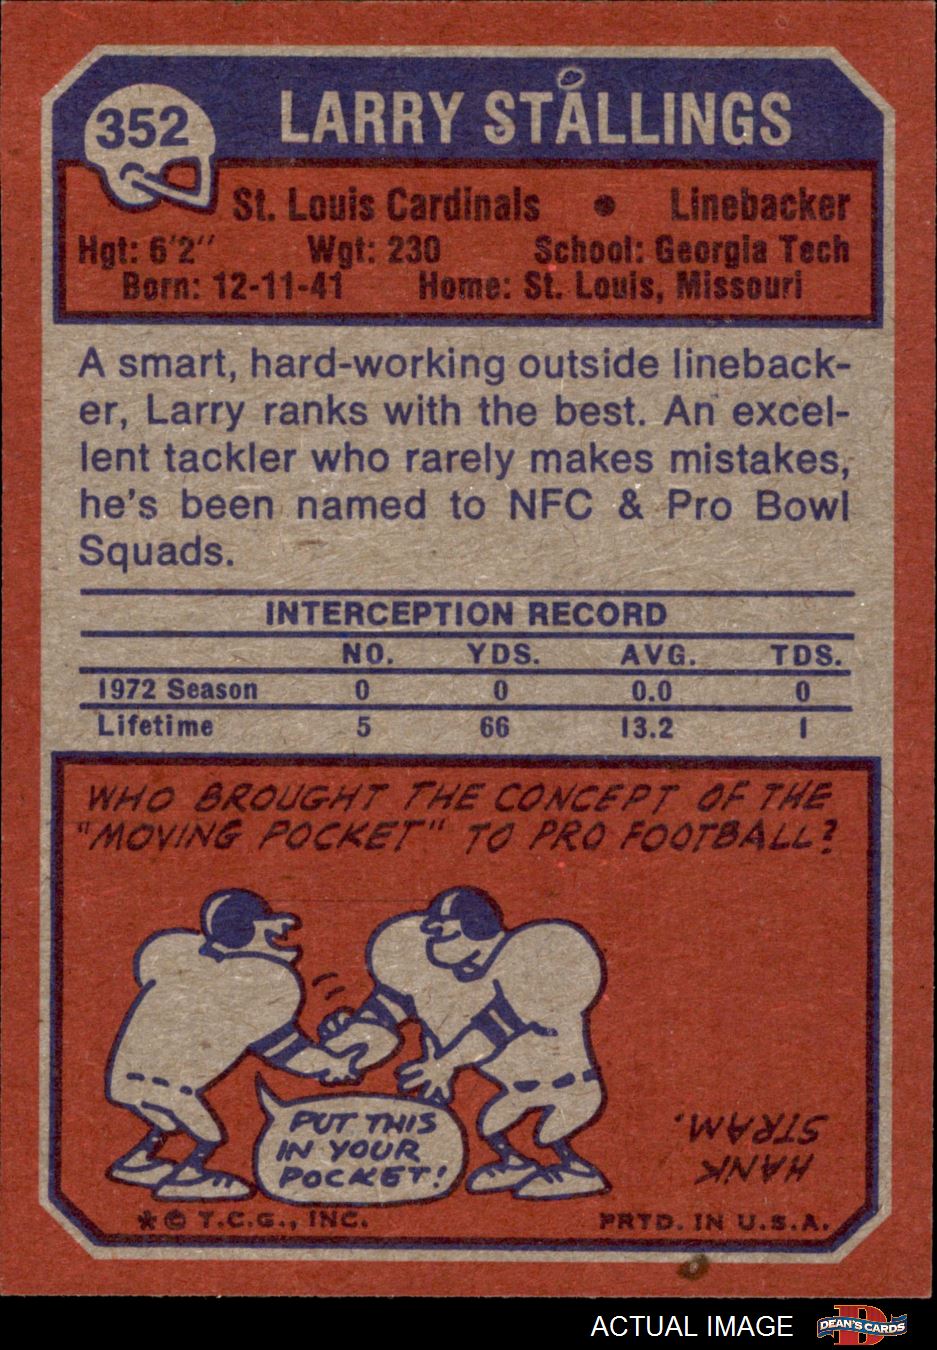 352
LARRY STALLINGS
St. Louis Cardinals • Linebacker
Hgt: 6'2" Wgt: 230 School: Georgia Tech
Born: 12-11-41 Home: St. Louis, Missouri
A smart, hard-working outside lineback-
er, Larry ranks with the best. An excel-
lent tackler who rarely makes mistakes,
he's been named to NFC & Pro Bowl
Squads.
INTERCEPTION RECORD
NO. YDS. AVG. TDS.
1972 Season 0 0 0.0 0
Lifetime 5 66 13.2 1
WHO BROUGHT THE CONCEPT OF THE
"MOVING POCKET" TO PRO FOOTBALL?
PUT THIS
IN YOUR
POCKET!
HANK
STRAM.
* © T.C.G., INC. PRTD. IN U.S.A.
ACTUAL IMAGE
D
DEAN'S CARDS